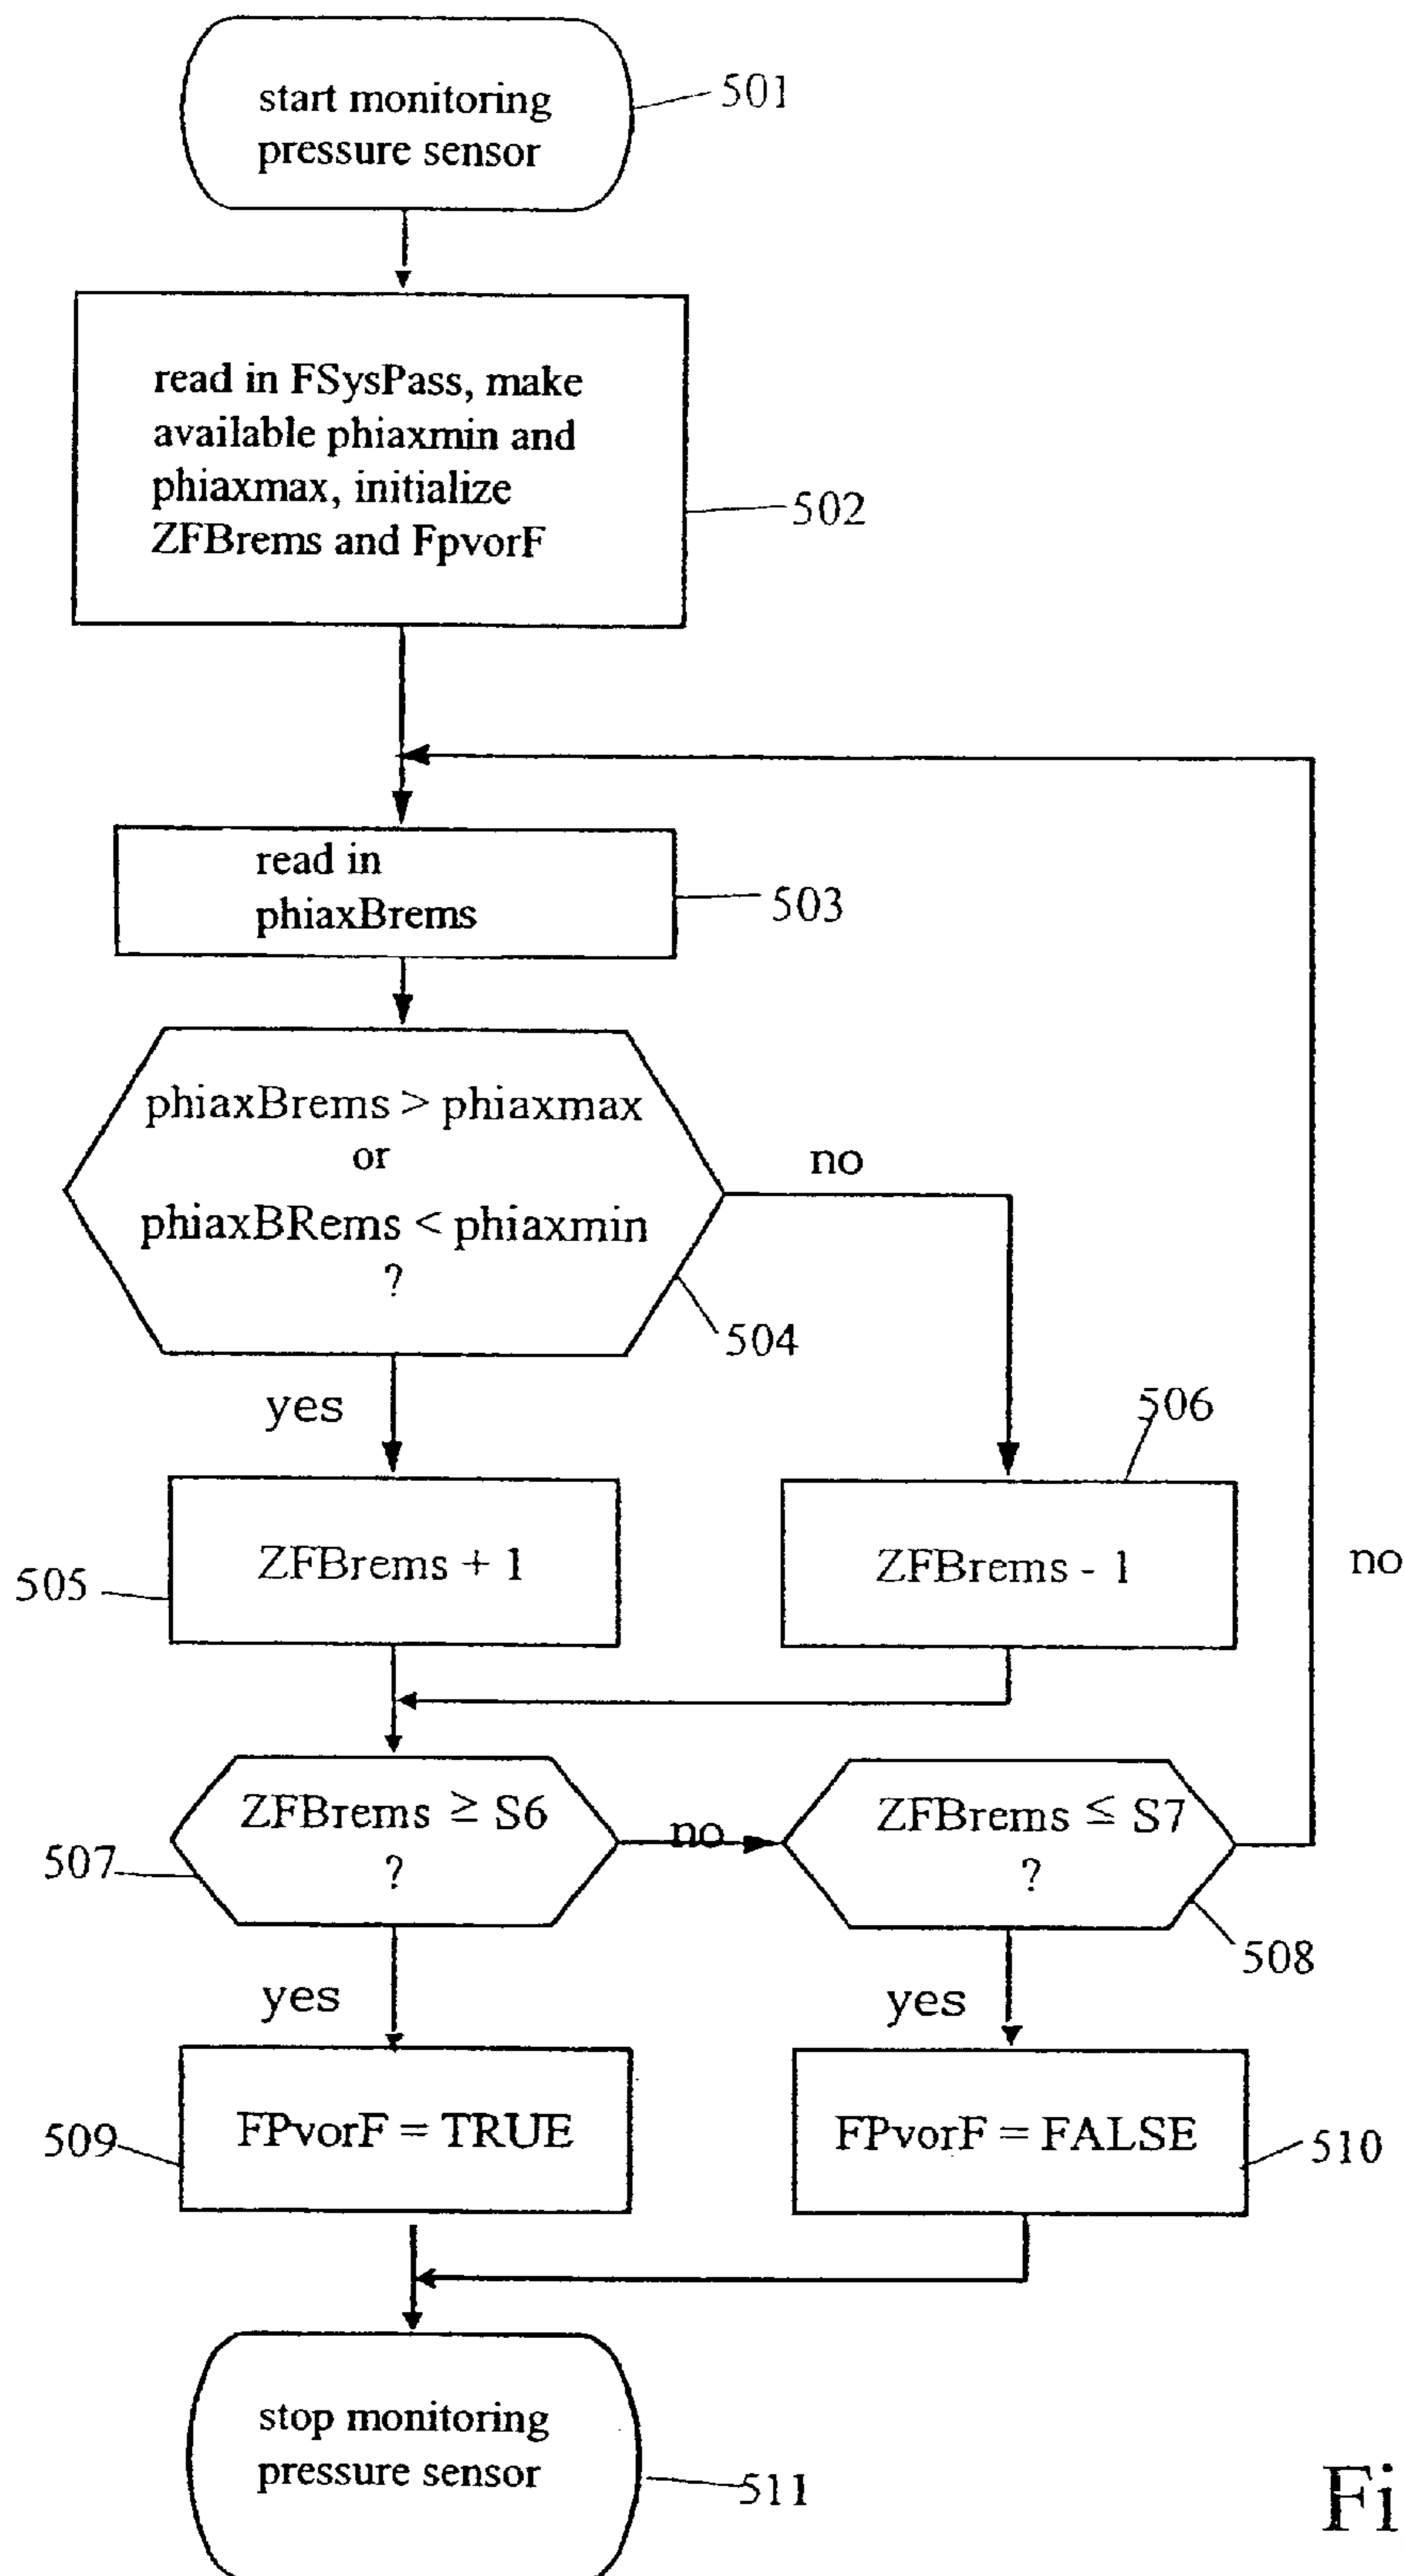 start monitoring
pressure sensor
501
read in FSysPass, make
available phiaxmin and
phiaxmax, initialize
ZFBrems and FpvorF
502
read in
phiaxBrems
503
phiaxBrems > phiaxmax
or
phiaxBRems < phiaxmin
?
504
no
yes
505
ZFBrems + 1
506
ZFBrems - 1
no
507
ZFBrems ≥ S6
?
no
ZFBrems ≤ S7
?
508
yes
yes
509
FPvorF = TRUE
FPvorF = FALSE
510
stop monitoring
pressure sensor
511
Fi